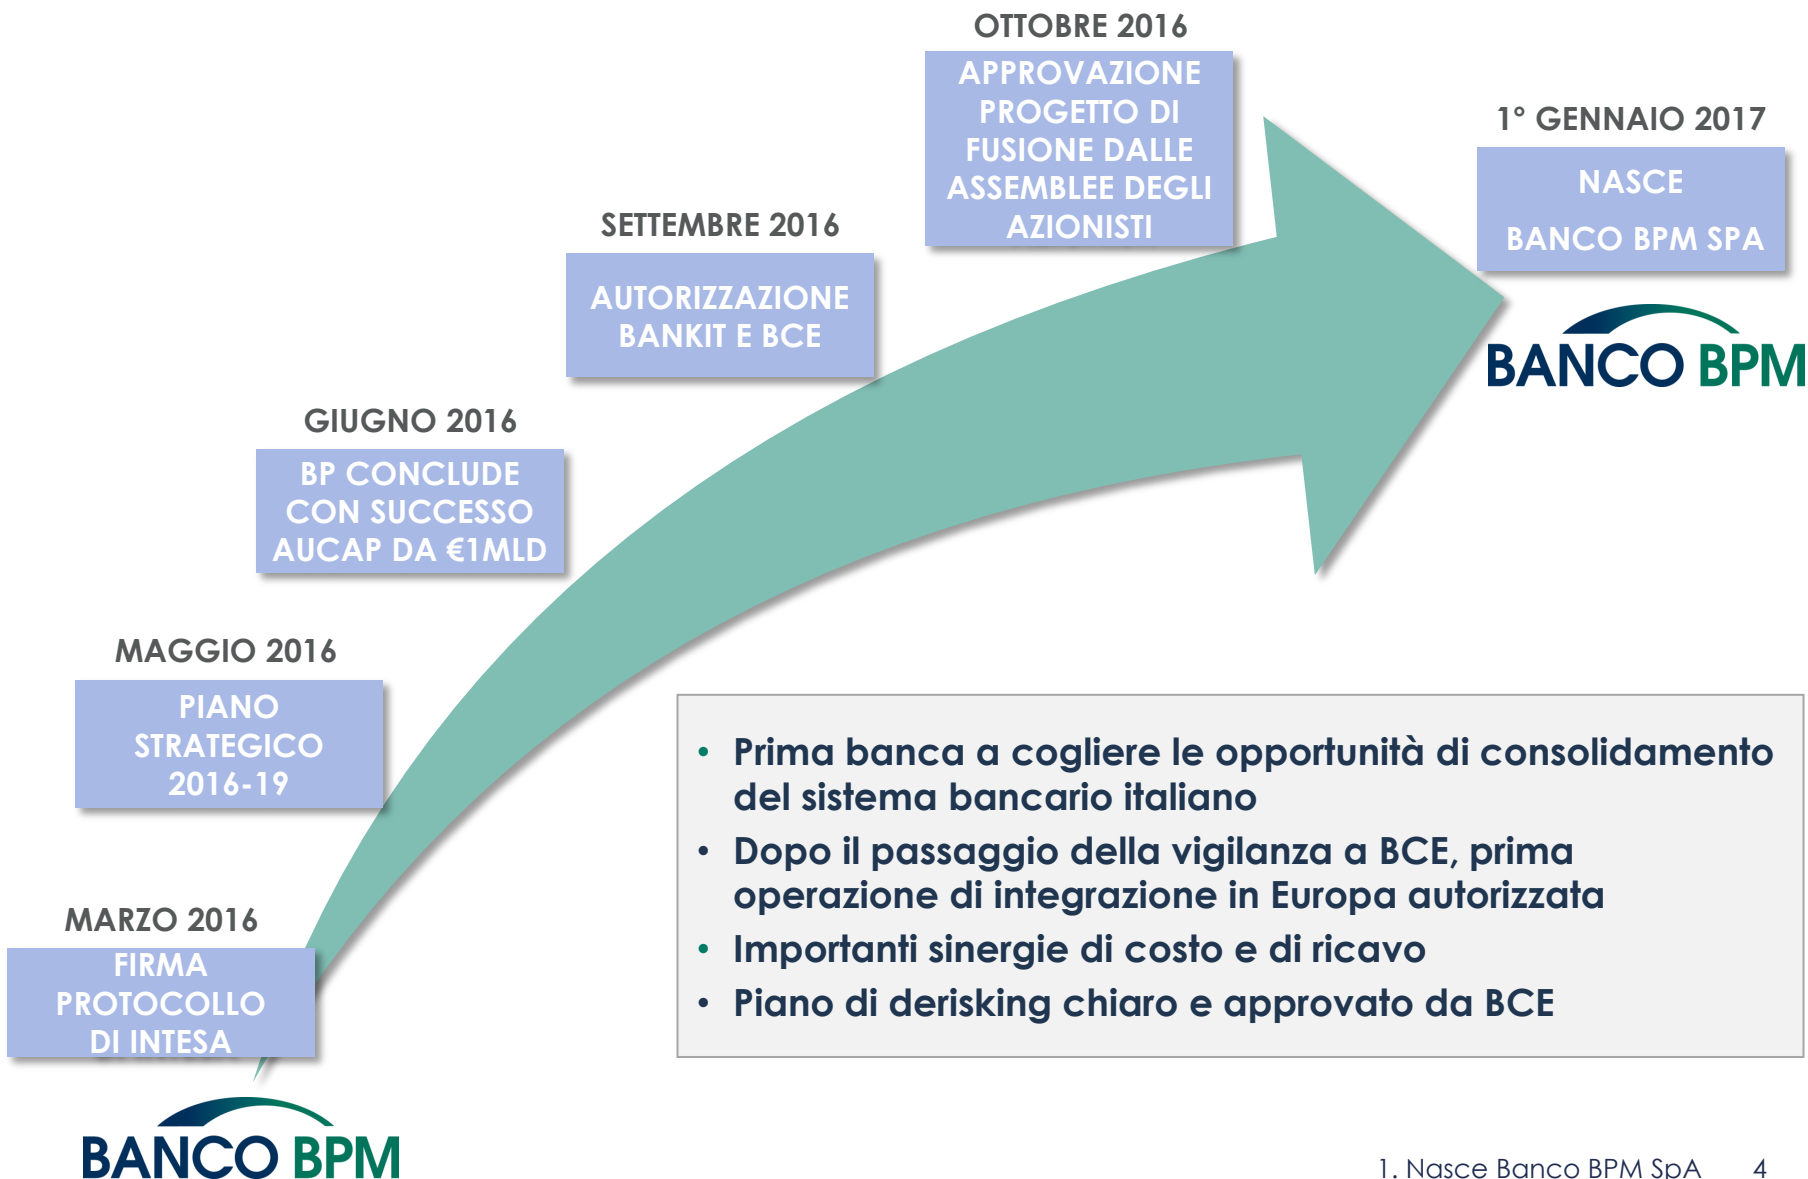 OTTOBRE 2016
APPROVAZIONE
PROGETTO DI
FUSIONE DALLE
ASSEMBLEE DEGLI
AZIONISTI
1° GENNAIO 2017
NASCE
BANCO BPM SPA
BANCO BPM
SETTEMBRE 2016
AUTORIZZAZIONE
BANKIT E BCE
GIUGNO 2016
BP CONCLUDE
CON SUCCESSO
AUCAP DA €1MLD
MAGGIO 2016
PIANO
STRATEGICO
2016-19
MARZO 2016
FIRMA
PROTOCOLLO
DI INTESA
BANCO BPM
• Prima banca a cogliere le opportunità di consolidamento
del sistema bancario italiano
• Dopo il passaggio della vigilanza a BCE, prima
operazione di integrazione in Europa autorizzata
• Importanti sinergie di costo e di ricavo
• Piano di derisking chiaro e approvato da BCE
1. Nasce Banco BPM SpA 4